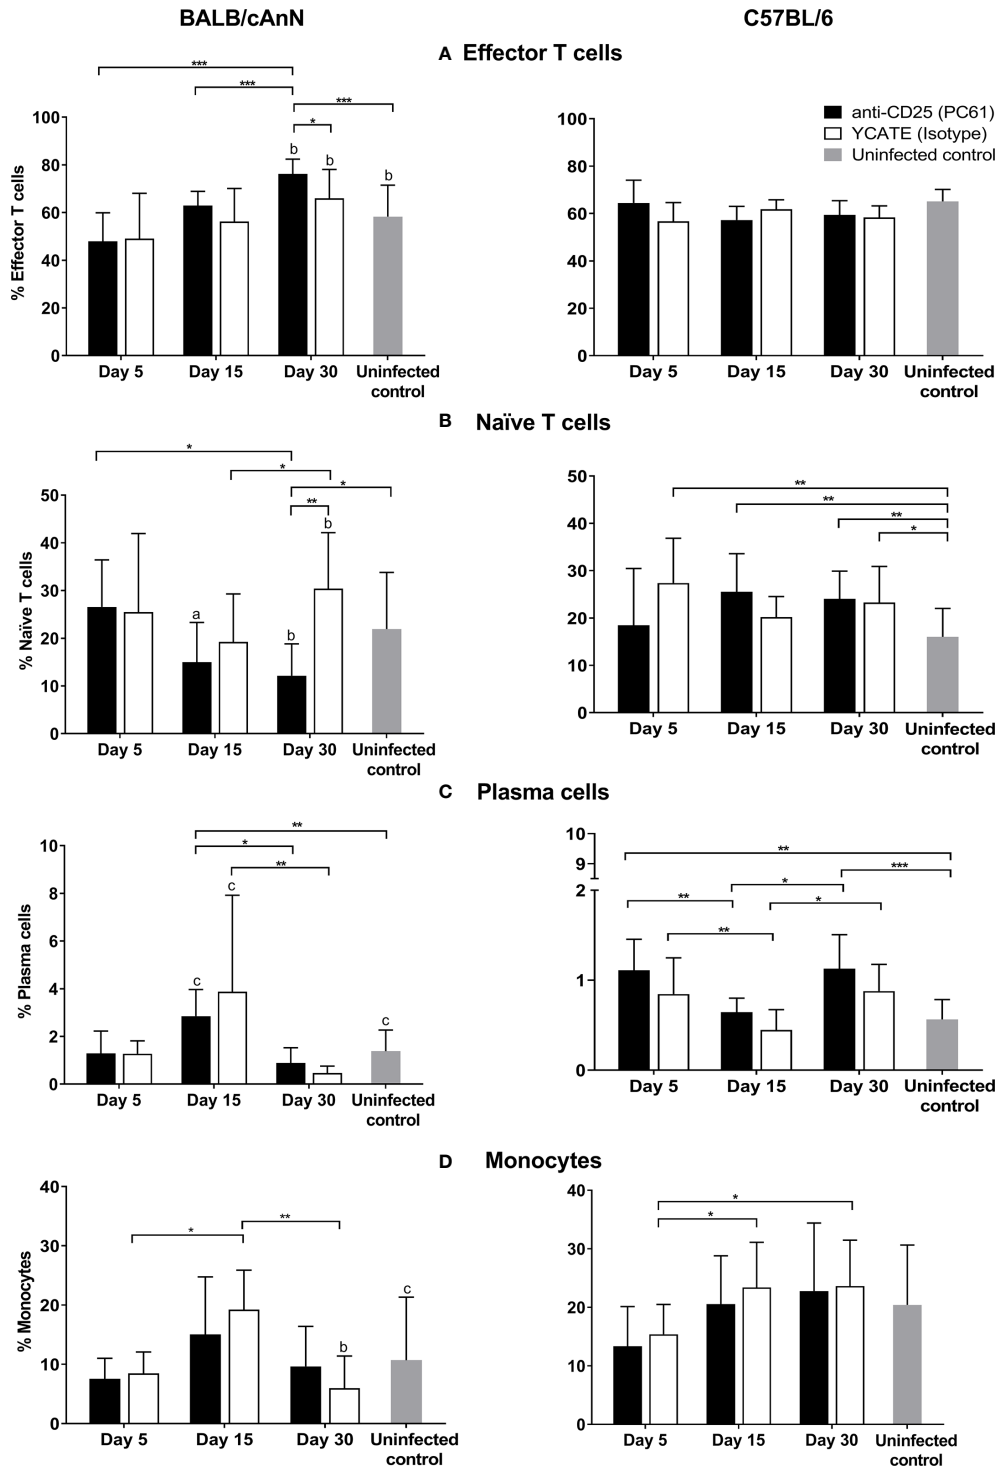 BALB/cAnN
C57BL/6
A Effector T cells
***
***
***
*
b
b
b
% Effector T cells
100
80
60
40
20
0
Day 5
Day 15
Day 30
Uninfected
control
anti-CD25 (PC61)
YCATE (Isotype)
Uninfected control
100
80
60
40
20
0
Day 5
Day 15
Day 30
Uninfected
control
B Naïve T cells
*
*
*
**
b
a
b
% Naïve T cells
50
40
30
20
10
0
Day 5
Day 15
Day 30
Uninfected
control
**
**
**
*
50
40
30
20
10
0
Day 5
Day 15
Day 30
Uninfected
control
C Plasma cells
**
*
**
c
c
c
% Plasma cells
10
8
6
4
2
0
Day 5
Day 15
Day 30
Uninfected
control
**
***
*
**
*
**
10
9
2
1
0
Day 5
Day 15
Day 30
Uninfected
control
D Monocytes
**
*
c
b
% Monocytes
40
30
20
10
0
Day 5
Day 15
Day 30
Uninfected
control
*
*
40
30
20
10
0
Day 5
Day 15
Day 30
Uninfected
control